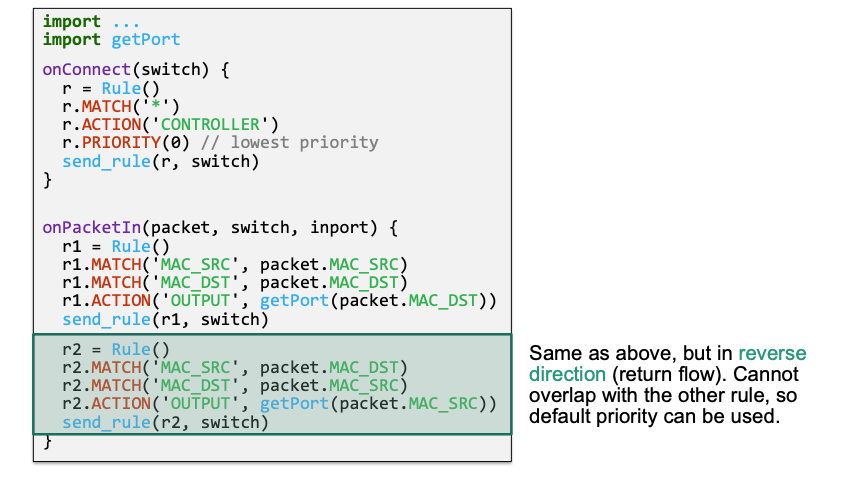 import ...
import getPort
onConnect(switch) {
r = Rule()
r.MATCH('*')
r.ACTION('CONTROLLER')
r.PRIORITY(0) // lowest priority
send_rule(r, switch)
}
onPacketIn(packet, switch, inport) {
r1 = Rule()
r1.MATCH('MAC_SRC', packet.MAC_SRC)
r1.MATCH('MAC_DST', packet.MAC_DST)
r1.ACTION('OUTPUT', getPort(packet.MAC_DST))
send_rule(r1, switch)
r2 = Rule()
r2.MATCH('MAC_SRC', packet.MAC_DST)
r2.MATCH('MAC_DST', packet.MAC_SRC)
r2.ACTION('OUTPUT', getPort(packet.MAC_SRC))
send_rule(r2, switch)
}
Same as above, but in reverse
direction (return flow). Cannot
overlap with the other rule, so
default priority can be used.